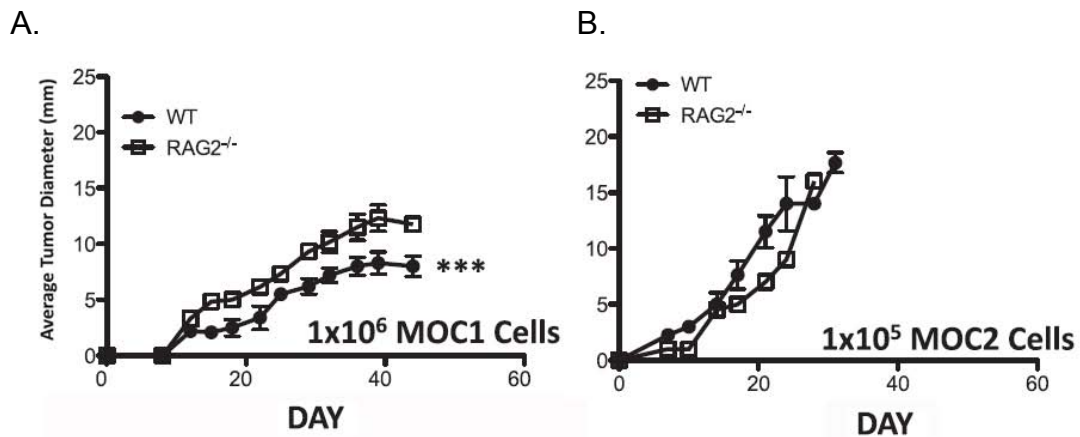 A.
Average Tumor Diameter (mm)
25
20
15
10
5
0
WT
RAG2⁻/⁻
***
1x10⁶ MOC1 Cells
0
20
40
60
DAY
B.
25
20
15
10
5
0
WT
RAG2⁻/⁻
1x10⁵ MOC2 Cells
0
20
40
60
DAY